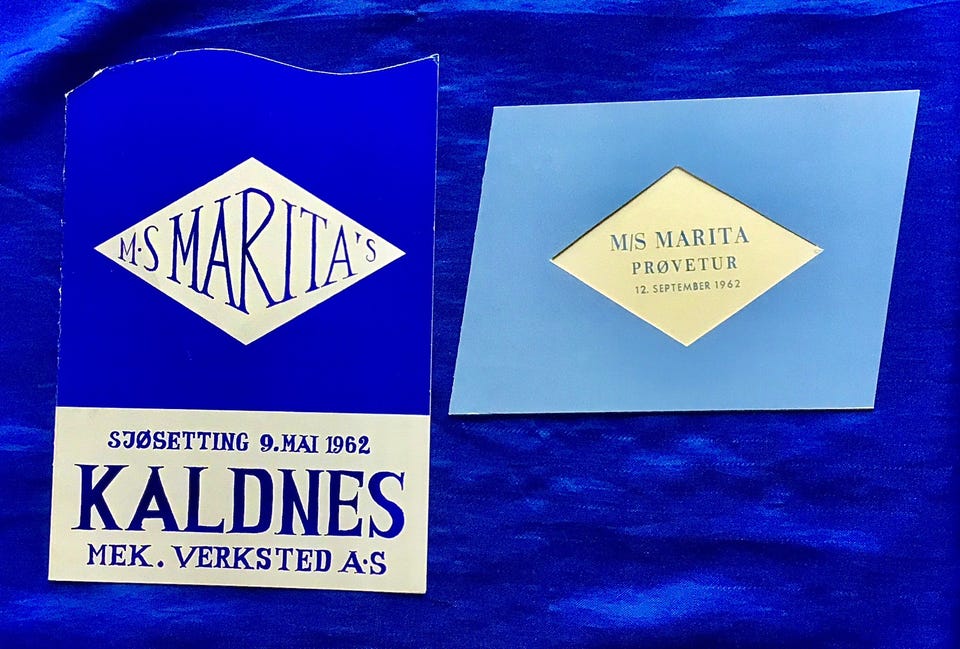 M·S MARITA'S
SJØSETTING 9. MAI 1962
KALDNES
MEK. VERKSTED A·S
M/S MARITA
PRØVETUR
12. SEPTEMBER 1962